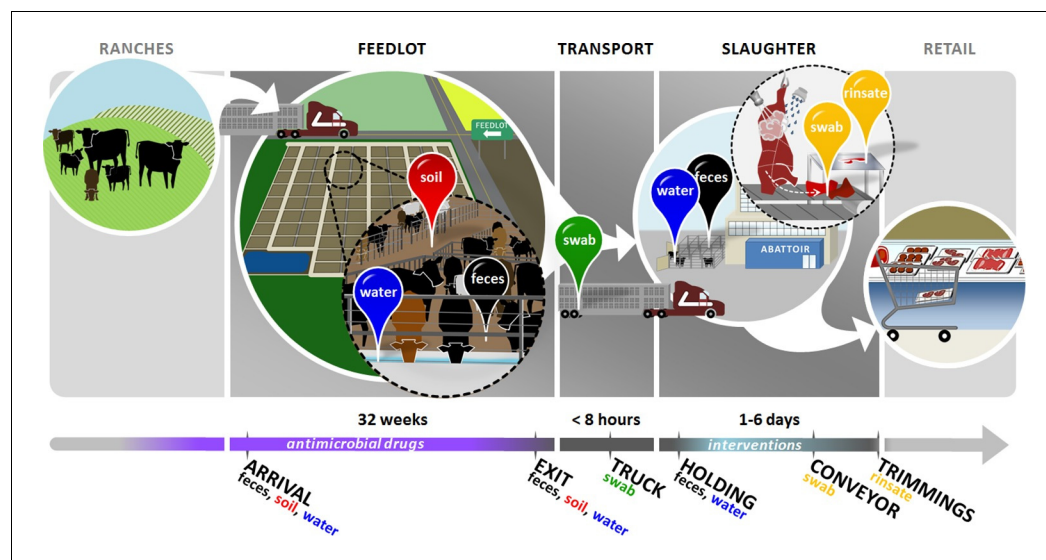 RANCHES
FEEDLOT
TRANSPORT
SLAUGHTER
RETAIL
rinsate
swab
FEEDLOT
soil
water
feces
swab
water
feces
ABATTOIR
32 weeks
< 8 hours
1-6 days
antimicrobial drugs
interventions
ARRIVAL
feces, soil, water
EXIT
feces, soil, water
TRUCK
swab
HOLDING
feces, water
CONVEYOR
swab
TRIMMINGS
rinsate